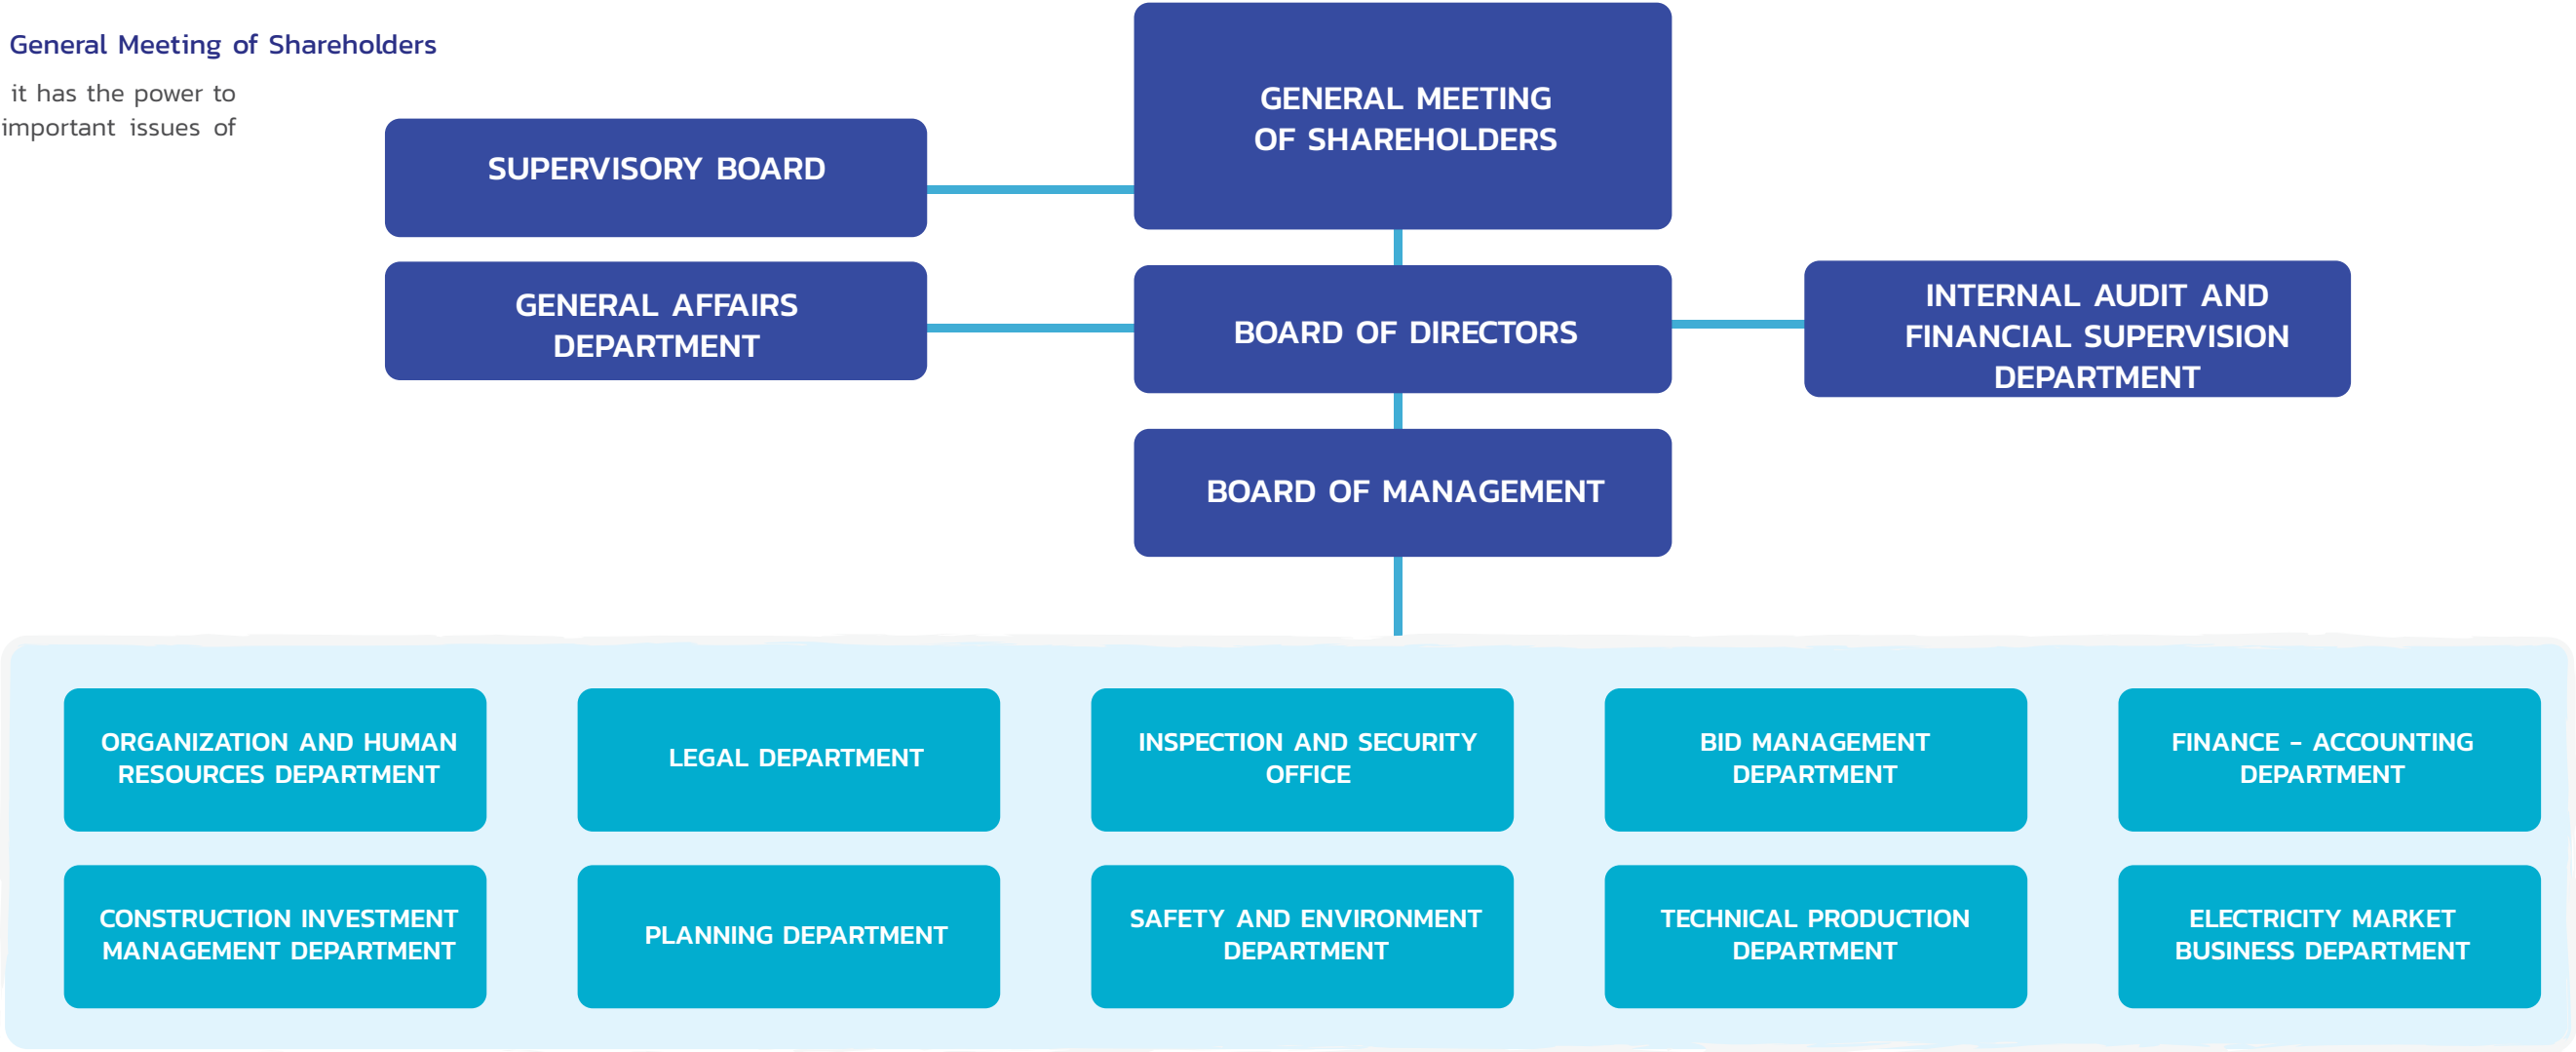 General Meeting of Shareholders
it has the power to
important issues of
GENERAL MEETING
OF SHAREHOLDERS
SUPERVISORY BOARD
GENERAL AFFAIRS
DEPARTMENT
BOARD OF DIRECTORS
INTERNAL AUDIT AND
FINANCIAL SUPERVISION
DEPARTMENT
BOARD OF MANAGEMENT
ORGANIZATION AND HUMAN
RESOURCES DEPARTMENT
LEGAL DEPARTMENT
INSPECTION AND SECURITY
OFFICE
BID MANAGEMENT
DEPARTMENT
FINANCE – ACCOUNTING
DEPARTMENT
CONSTRUCTION INVESTMENT
MANAGEMENT DEPARTMENT
PLANNING DEPARTMENT
SAFETY AND ENVIRONMENT
DEPARTMENT
TECHNICAL PRODUCTION
DEPARTMENT
ELECTRICITY MARKET
BUSINESS DEPARTMENT